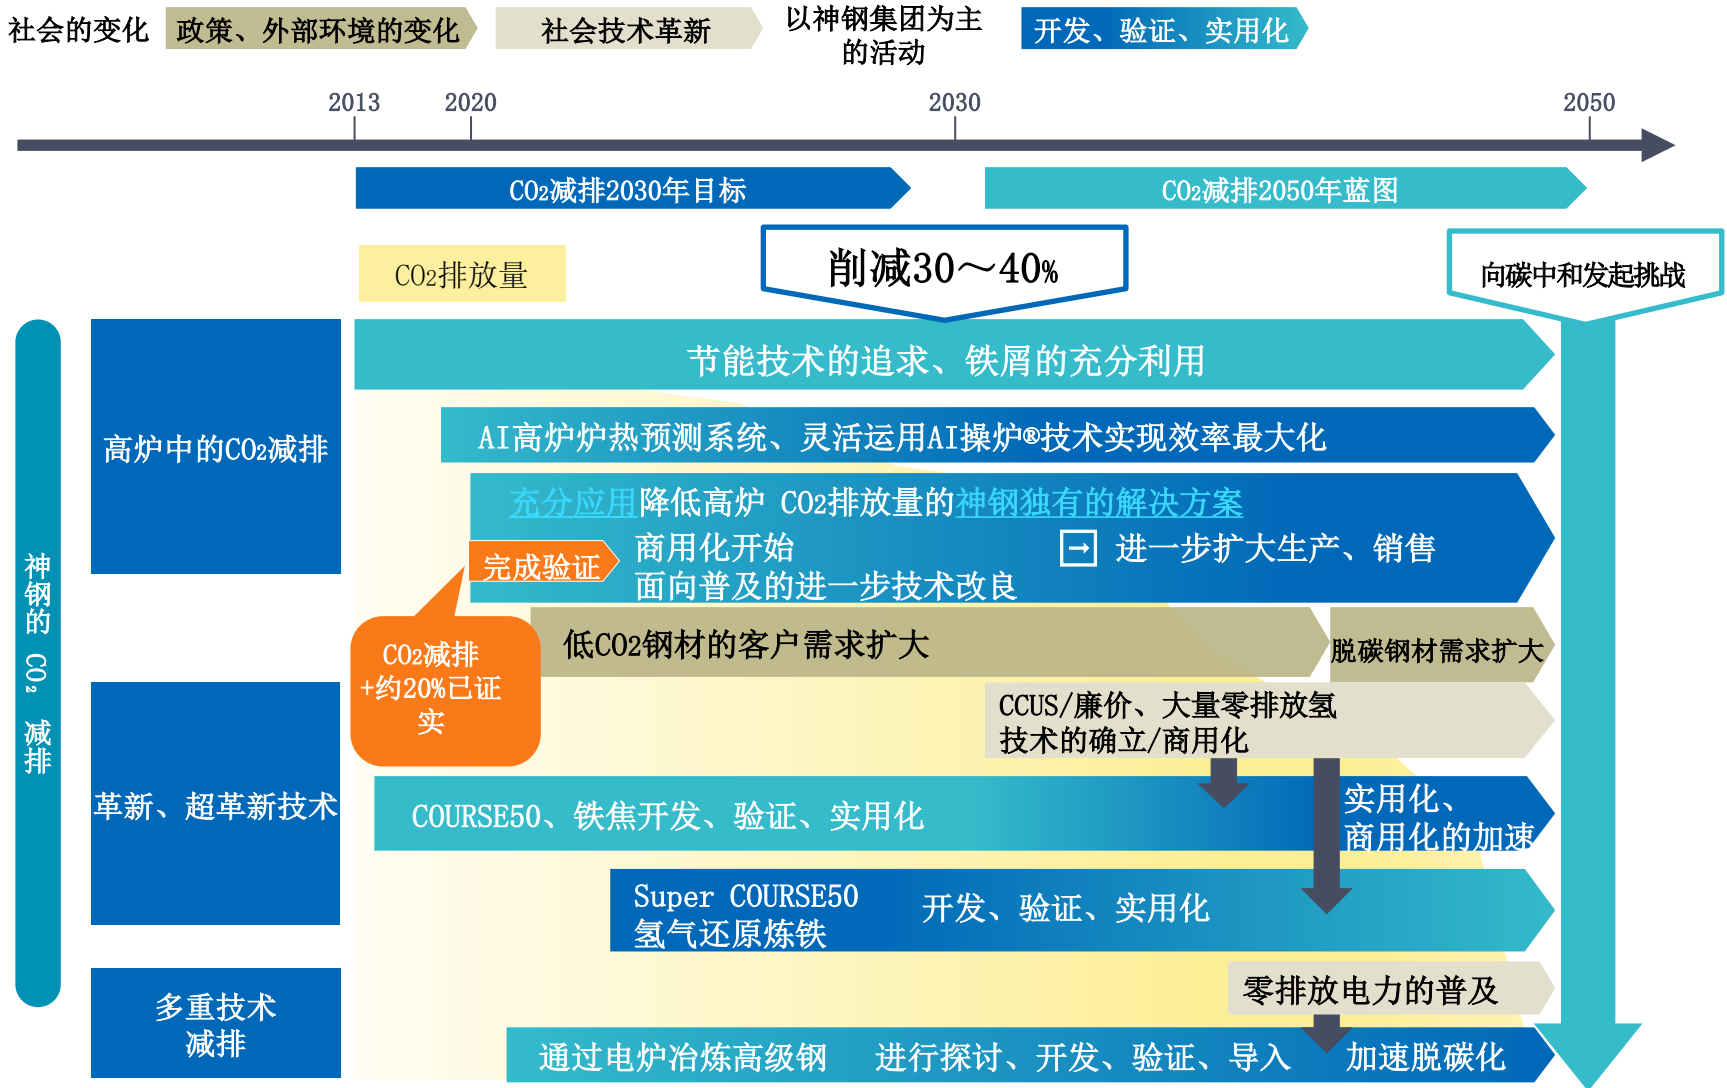 社会的变化
政策、外部环境的变化
社会技术革新
以神钢集团为主
的活动
开发、验证、实用化
2013
2020
2030
2050
CO₂减排2030年目标
CO₂减排2050年蓝图
CO₂排放量
削减30～40%
向碳中和发起挑战
神钢的 CO₂ 减排
高炉中的CO₂减排
节能技术的追求、铁屑的充分利用
AI高炉炉热预测系统、灵活运用AI操炉®技术实现效率最大化
充分应用降低高炉 CO₂排放量的神钢独有的解决方案
完成验证
商用化开始
面向普及的进一步技术改良
→ 进一步扩大生产、销售
CO₂减排
+约20%已证
实
低CO₂钢材的客户需求扩大
脱碳钢材需求扩大
CCUS/廉价、大量零排放氢
技术的确立/商用化
革新、超革新技术
COURSE50、铁焦开发、验证、实用化
实用化、
商用化的加速
Super COURSE50
氢气还原炼铁
开发、验证、实用化
多重技术
减排
零排放电力的普及
通过电炉冶炼高级钢
进行探讨、开发、验证、导入
加速脱碳化